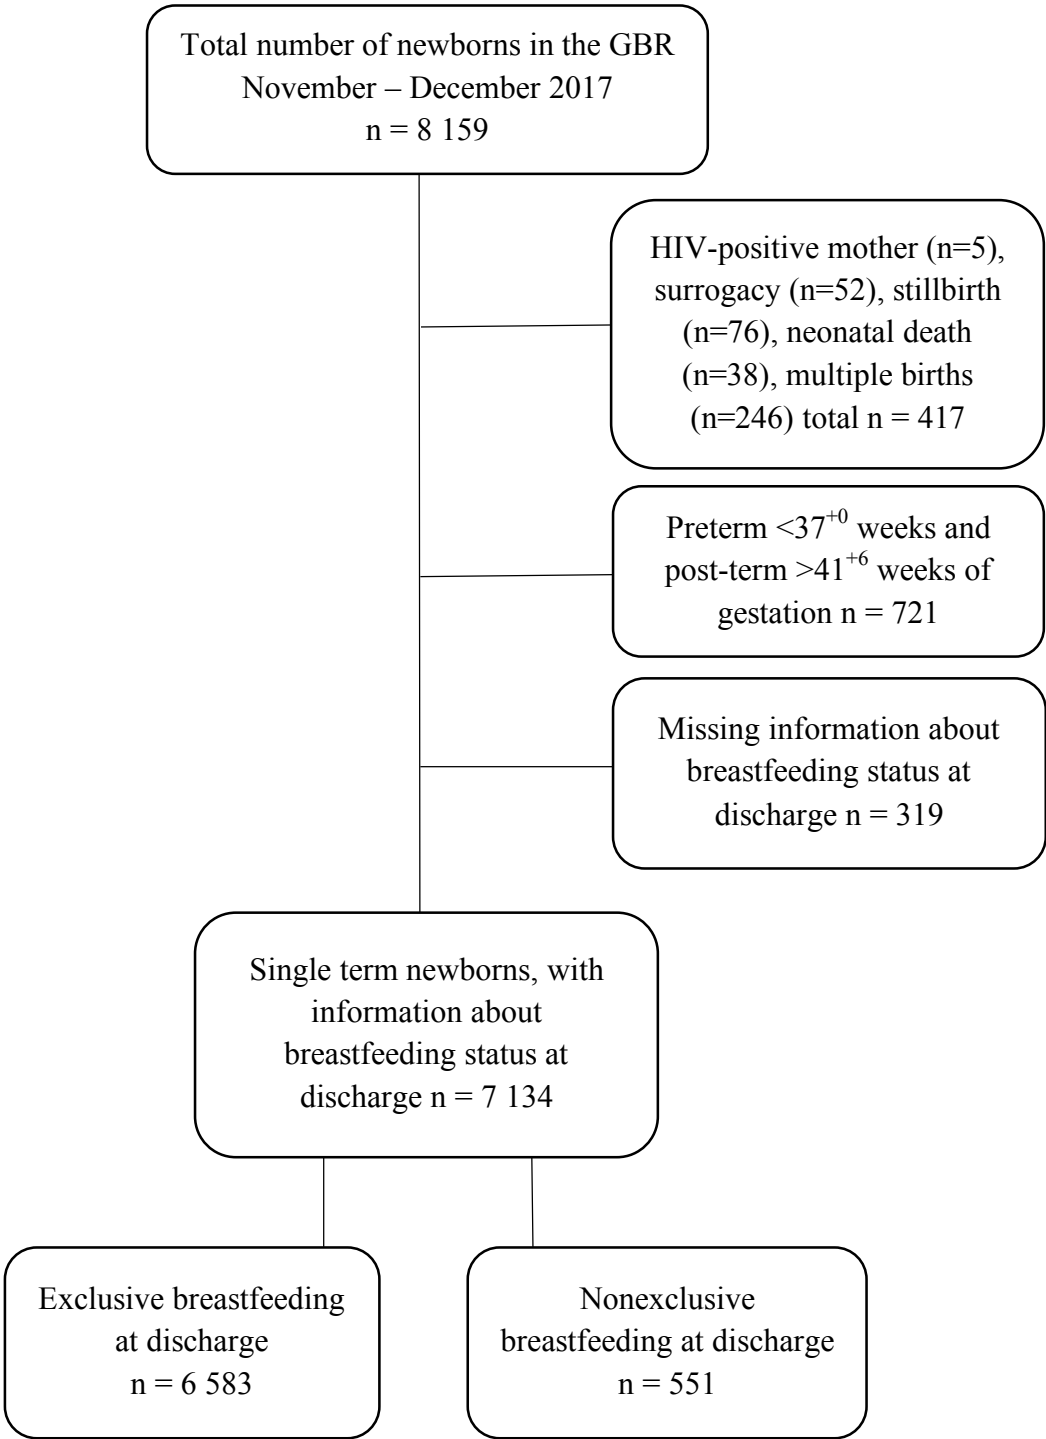 Total number of newborns in the GBR
November – December 2017
n = 8 159
HIV-positive mother (n=5),
surrogacy (n=52), stillbirth
(n=76), neonatal death
(n=38), multiple births
(n=246) total n = 417
Preterm <37⁺⁰ weeks and
post-term >41⁺⁶ weeks of
gestation n = 721
Missing information about
breastfeeding status at
discharge n = 319
Single term newborns, with
information about
breastfeeding status at
discharge n = 7 134
Exclusive breastfeeding
at discharge
n = 6 583
Nonexclusive
breastfeeding at discharge
n = 551